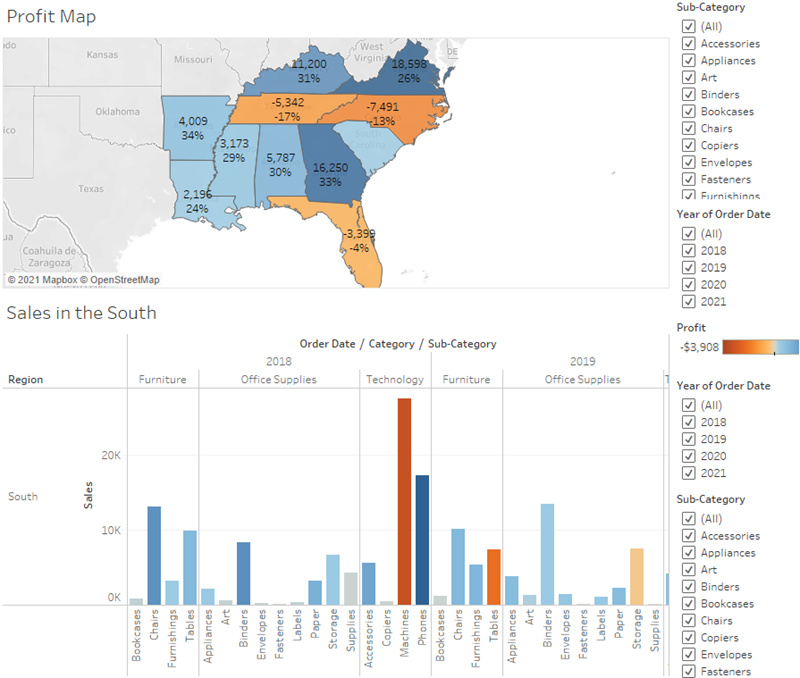 Profit Map
Kansas
Missouri
West
Virginia
DE
11,200
31%
18,598
26%
Oklahoma
-5,342
-17%
-7,491
-13%
4,009
34%
3,173
29%
5,787
30%
16,250
33%
South
Carolina
Texas
2,196
24%
-3,399
-4%
Coahuila de
Zaragoza
© 2021 Mapbox © OpenStreetMap
Sub-Category
(All)
Accessories
Appliances
Art
Binders
Bookcases
Chairs
Copiers
Envelopes
Fasteners
Furnishings
Year of Order Date
(All)
2018
2019
2020
2021
Profit
-$3,908
Year of Order Date
(All)
2018
2019
2020
2021
Sub-Category
(All)
Accessories
Appliances
Art
Binders
Bookcases
Chairs
Copiers
Envelopes
Fasteners
Sales in the South
Order Date / Category / Sub-Category
2018
2019
Region
Furniture
Office Supplies
Technology
Furniture
Office Supplies
South
Sales
20K
10K
0K
Bookcases
Chairs
Furnishings
Tables
Appliances
Art
Binders
Envelopes
Fasteners
Labels
Paper
Storage
Supplies
Accessories
Copiers
Machines
Phones
Bookcases
Chairs
Furnishings
Tables
Appliances
Art
Binders
Envelopes
Fasteners
Labels
Paper
Storage
Supplies